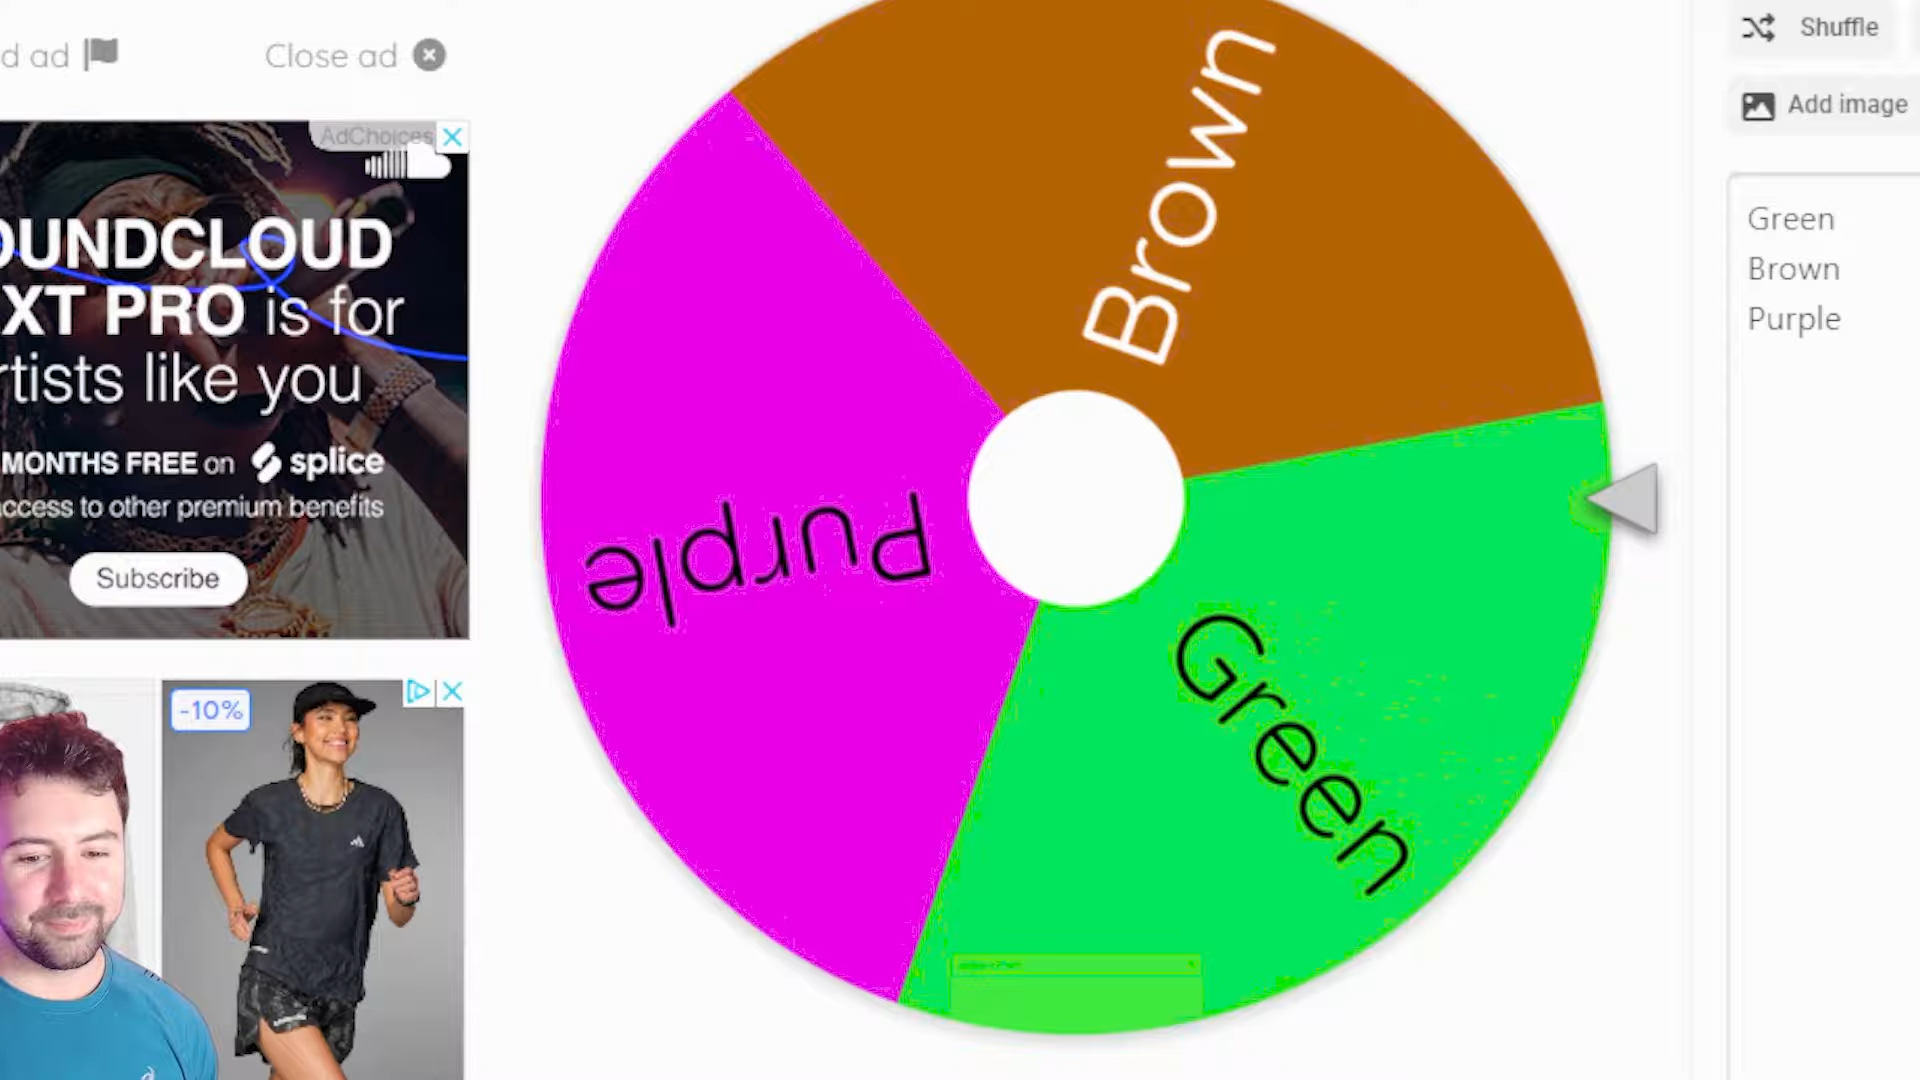 d ad
Close ad
AdChoices
OUNDCLOUD
XT PRO is for
rtists like you
MONTHS FREE on splice
ccess to other premium benefits
Subscribe
-10%
Brown
Purple
Green
Shuffle
Add image
Green
Brown
Purple